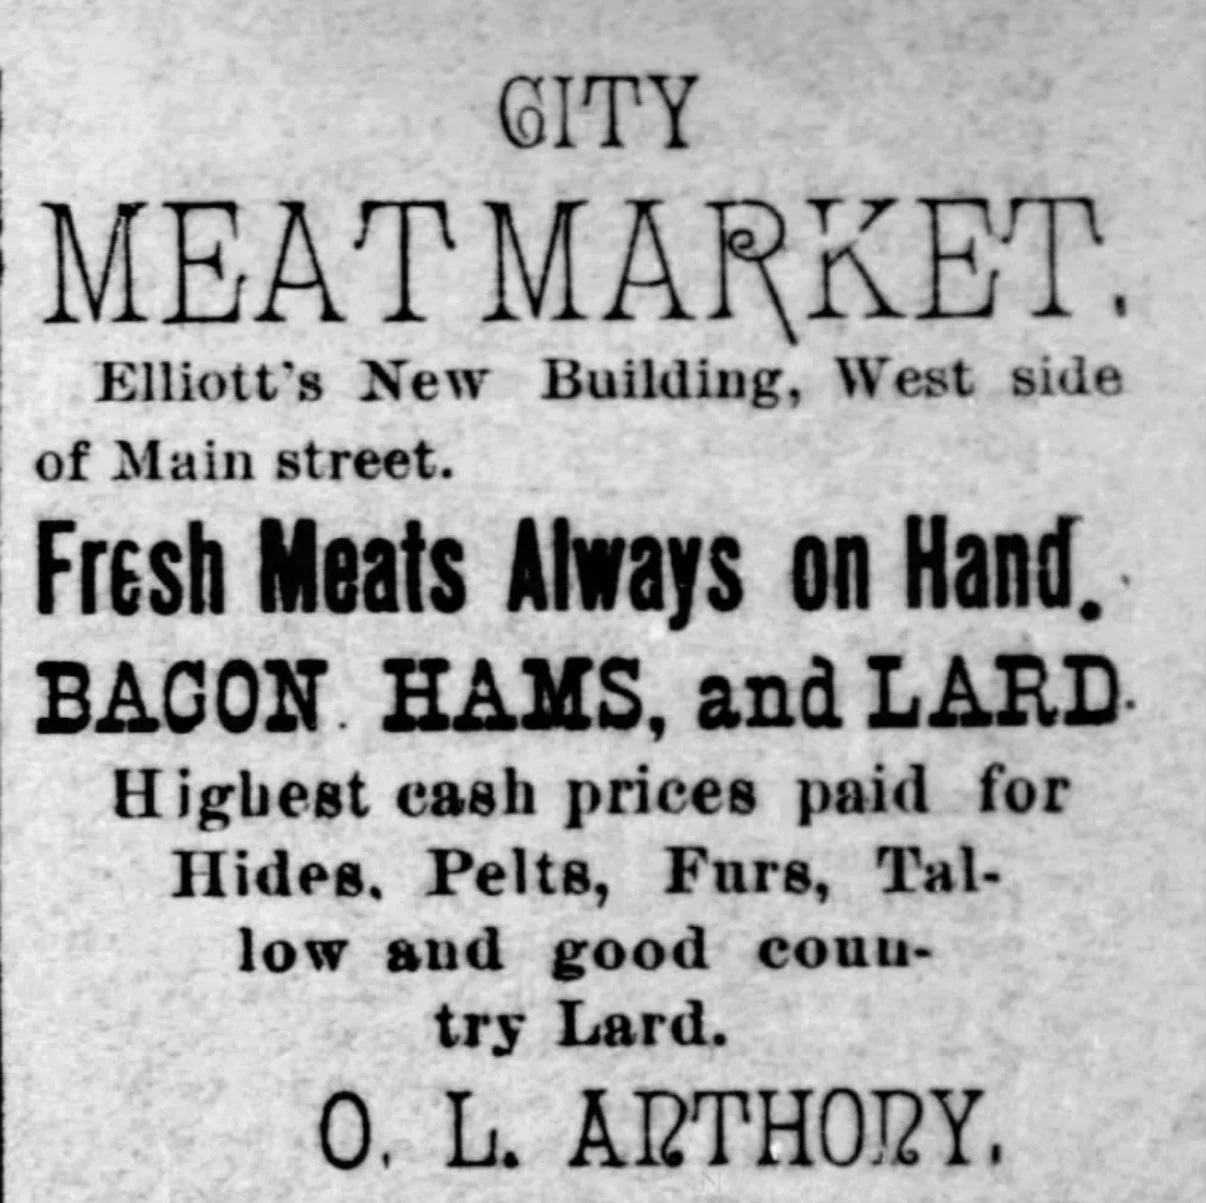 CITY
MEAT MARKET.
Elliott's New Building, West side
of Main street.
Fresh Meats Always on Hand.
BACON. HAMS, and LARD.
Highest cash prices paid for
Hides. Pelts, Furs, Tal-
low and good coun-
try Lard.
O. L. ANTHONY.